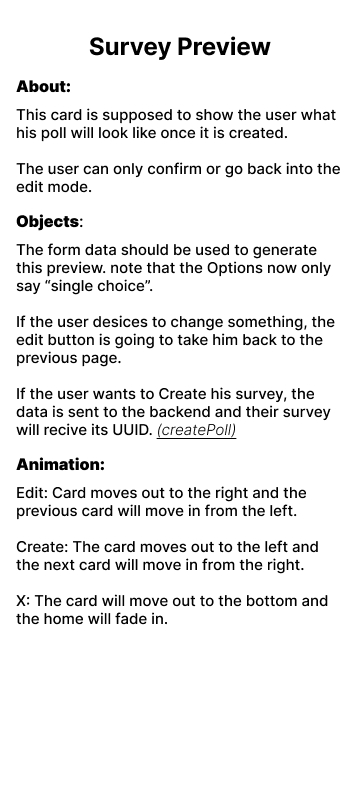 Survey Preview
About:
This card is supposed to show the user what
his poll will look like once it is created.
The user can only confirm or go back into the
edit mode.
Objects:
The form data should be used to generate
this preview. note that the Options now only
say “single choice”.
If the user desices to change something, the
edit button is going to take him back to the
previous page.
If the user wants to Create his survey, the
data is sent to the backend and their survey
will recive its UUID. (createPoll)
Animation:
Edit: Card moves out to the right and the
previous card will move in from the left.
Create: The card moves out to the left and
the next card will move in from the right.
X: The card will move out to the bottom and
the home will fade in.